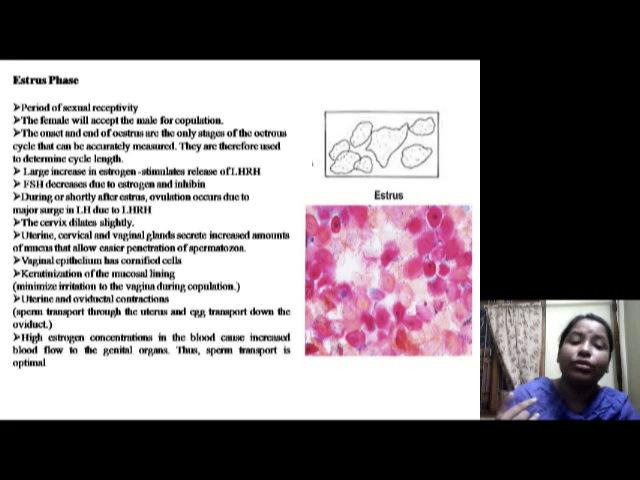 Estrus Phase
➢Period of sexual receptivity
➢The female will accept the male for copulation.
➢The onset and end of oestrus are the only stages of the oetrous
cycle that can be accurately measured. They are therefore used
to determine cycle length.
➢ Large increase in estrogen -stimulates release of LHRH
➢ FSH decreases due to estrogen and inhibin
➢During or shortly after estrus, ovulation occurs due to
major surge in LH due to LHRH
➢The cervix dilates slightly.
➢Uterine, cervical and vaginal glands secrete increased amounts
of mucus that allow easier penetration of spermatozoa.
➢Vaginal epithelium has cornified cells
➢Keratinization of the mucosal lining
(minimize irritation to the vagina during copulation.)
➢Uterine and oviductal contractions
(sperm transport through the uterus and egg transport down the
oviduct.)
➢High estrogen concentrations in the blood cause increased
blood flow to the genital organs. Thus, sperm transport is
optimal
Estrus